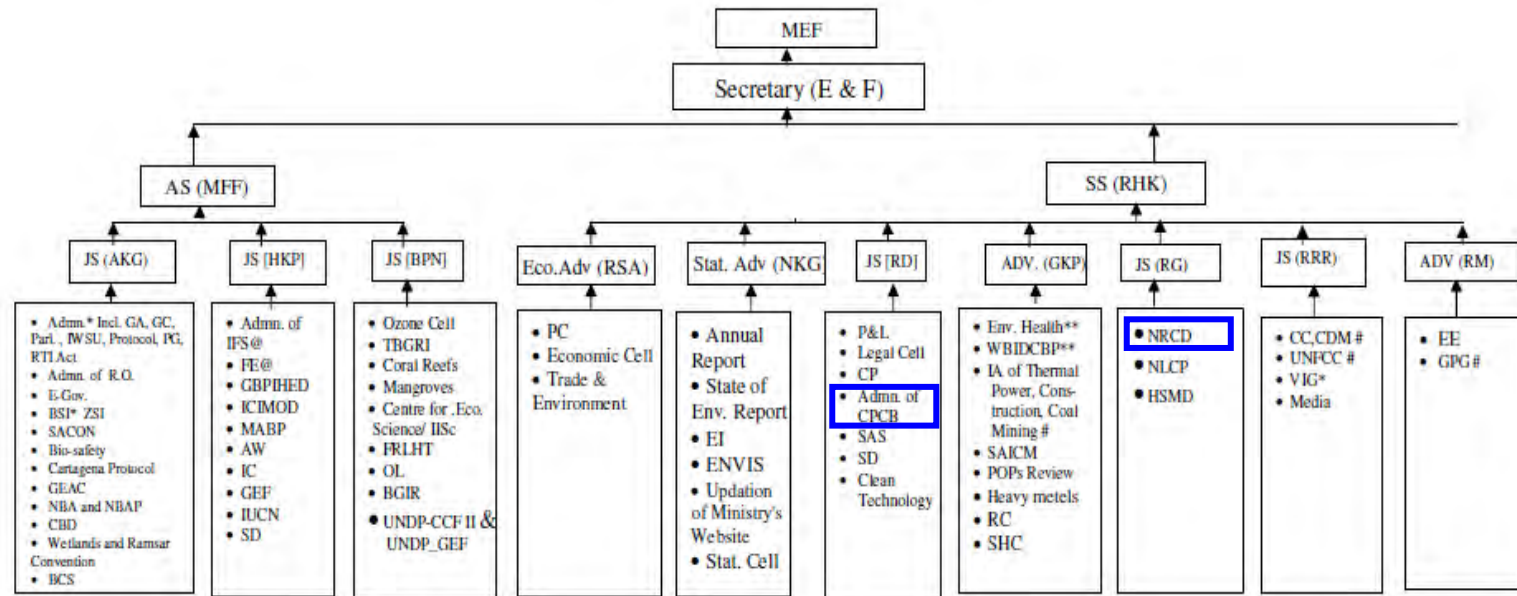 MEF
Secretary (E & F)
AS (MFF)
SS (RHK)
JS (AKG)
JS [HKP]
JS [BPN]
Eco.Adv (RSA)
Stat. Adv (NKG)
JS [RD]
ADV. (GKP)
JS (RG)
JS (RRR)
ADV (RM)
• Admn.* Incl. GA, GC,
Parl. , IWSU, Protocol, PG,
RTI Act
• Admn. of R.O.
• E-Gov.
• BSI* ZSI
• SACON
• Bio-safety
• Cartagena Protocol
• GEAC
• NBA and NBAP
• CBD
• Wetlands and Ramsar
Convention
• BCS
• Admn. of
IFS@
• FE@
• GBPIHED
• ICIMOD
• MABP
• AW
• IC
• GEF
• IUCN
• SD
• Ozone Cell
• TBGRI
• Coral Reefs
• Mangroves
• Centre for .Eco.
Science/ IISc
• FRLHT
• OL
• BGIR
• UNDP-CCF II &
UNDP_GEF
• PC
• Economic Cell
• Trade &
Environment
• Annual
Report
• State of
Env. Report
• EI
• ENVIS
• Updation
of Ministry's
Website
• Stat. Cell
• P&L
• Legal Cell
• CP
• Admn. of
CPCB
• SAS
• SD
• Clean
Technology
• Env. Health**
• WBIDCBP**
• IA of Thermal
Power, Cons-
truction, Coal
Mining #
• SAICM
• POPs Review
• Heavy metels
• RC
• SHC
• NRCD
• NLCP
• HSMD
• CC,CDM #
• UNFCC #
• VIG*
• Media
• EE
• GPG #